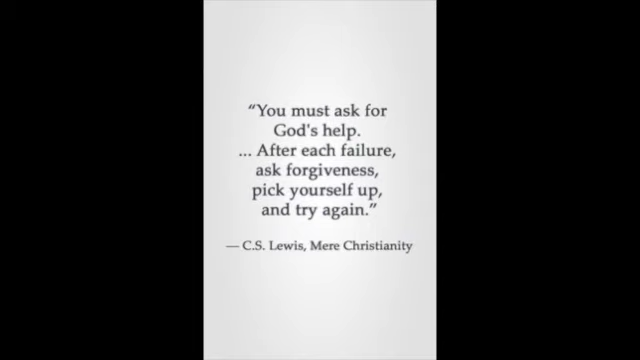 “You must ask for
God's help.
... After each failure,
ask forgiveness,
pick yourself up,
and try again.”
— C.S. Lewis, Mere Christianity